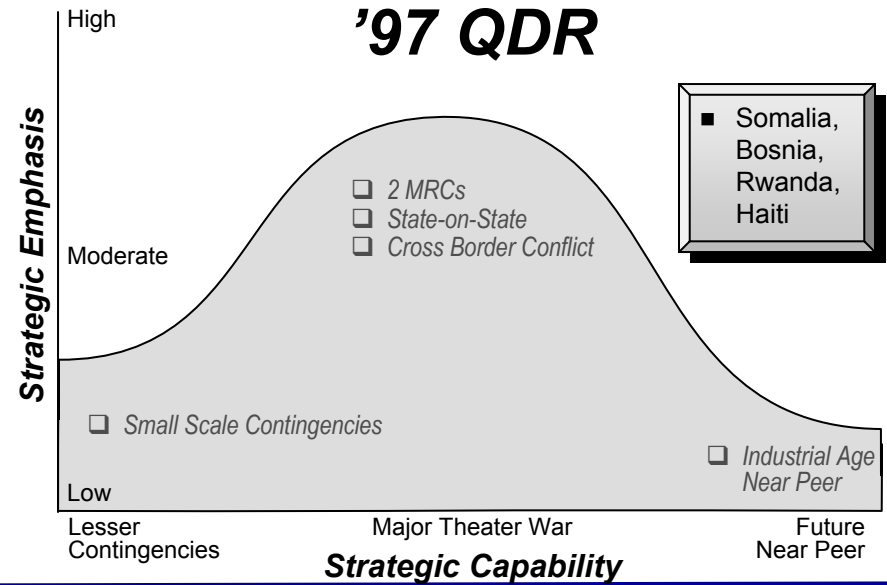 '97 QDR
High
Strategic Emphasis
Moderate
Low
■ Somalia,
Bosnia,
Rwanda,
Haiti
❑ 2 MRCs
❑ State-on-State
❑ Cross Border Conflict
❑ Small Scale Contingencies
❑ Industrial Age
Near Peer
Lesser
Contingencies
Major Theater War
Future
Near Peer
Strategic Capability